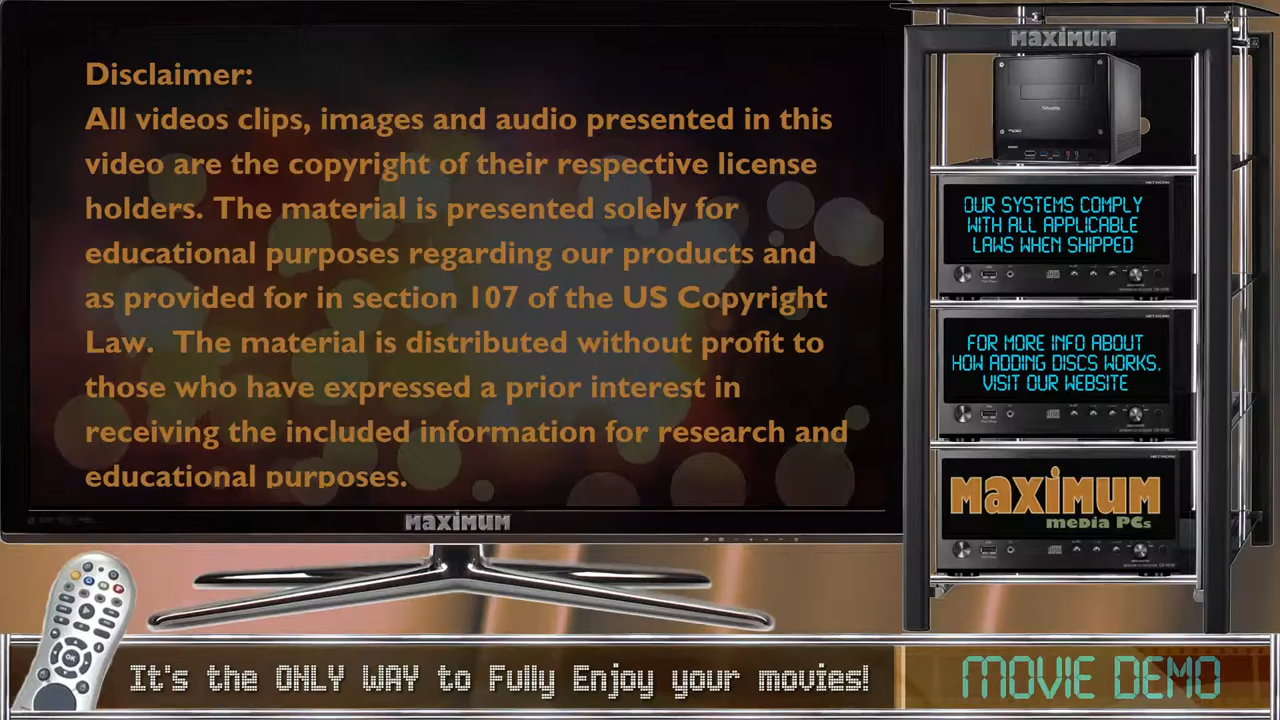 Disclaimer:
All videos clips, images and audio presented in this
video are the copyright of their respective license
holders. The material is presented solely for
educational purposes regarding our products and
as provided for in section 107 of the US Copyright
Law. The material is distributed without profit to
those who have expressed a prior interest in
receiving the included information for research and
educational purposes.
MAXIMUM
MAXIMUM
Shuttle
NETWORK
OUR SYSTEMS COMPLY
WITH ALL APPLICABLE
LAWS WHEN SHIPPED
NETWORK
FOR MORE INFO ABOUT
HOW ADDING DISCS WORKS,
VISIT OUR WEBSITE
NETWORK
MAXIMUM
meDIA PCs
OK
It's the ONLY WAY to Fully Enjoy your movies!
MOVIE DEMO